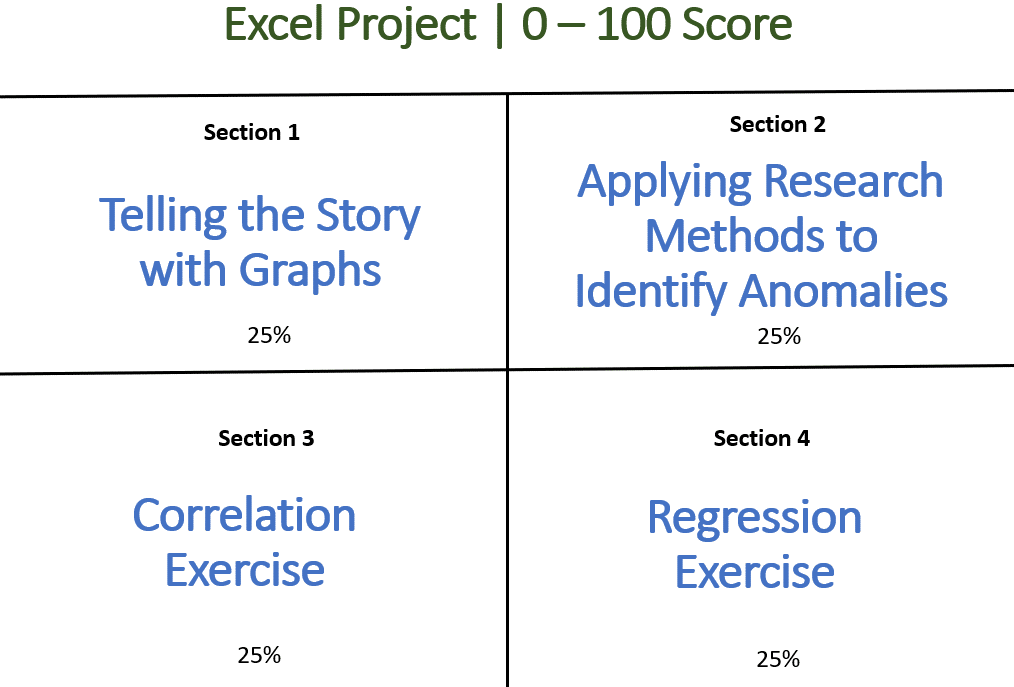 Excel Project | 0 – 100 Score
Section 1
Telling the Story
with Graphs
25%
Section 2
Applying Research
Methods to
Identify Anomalies
25%
Section 3
Correlation
Exercise
25%
Section 4
Regression
Exercise
25%